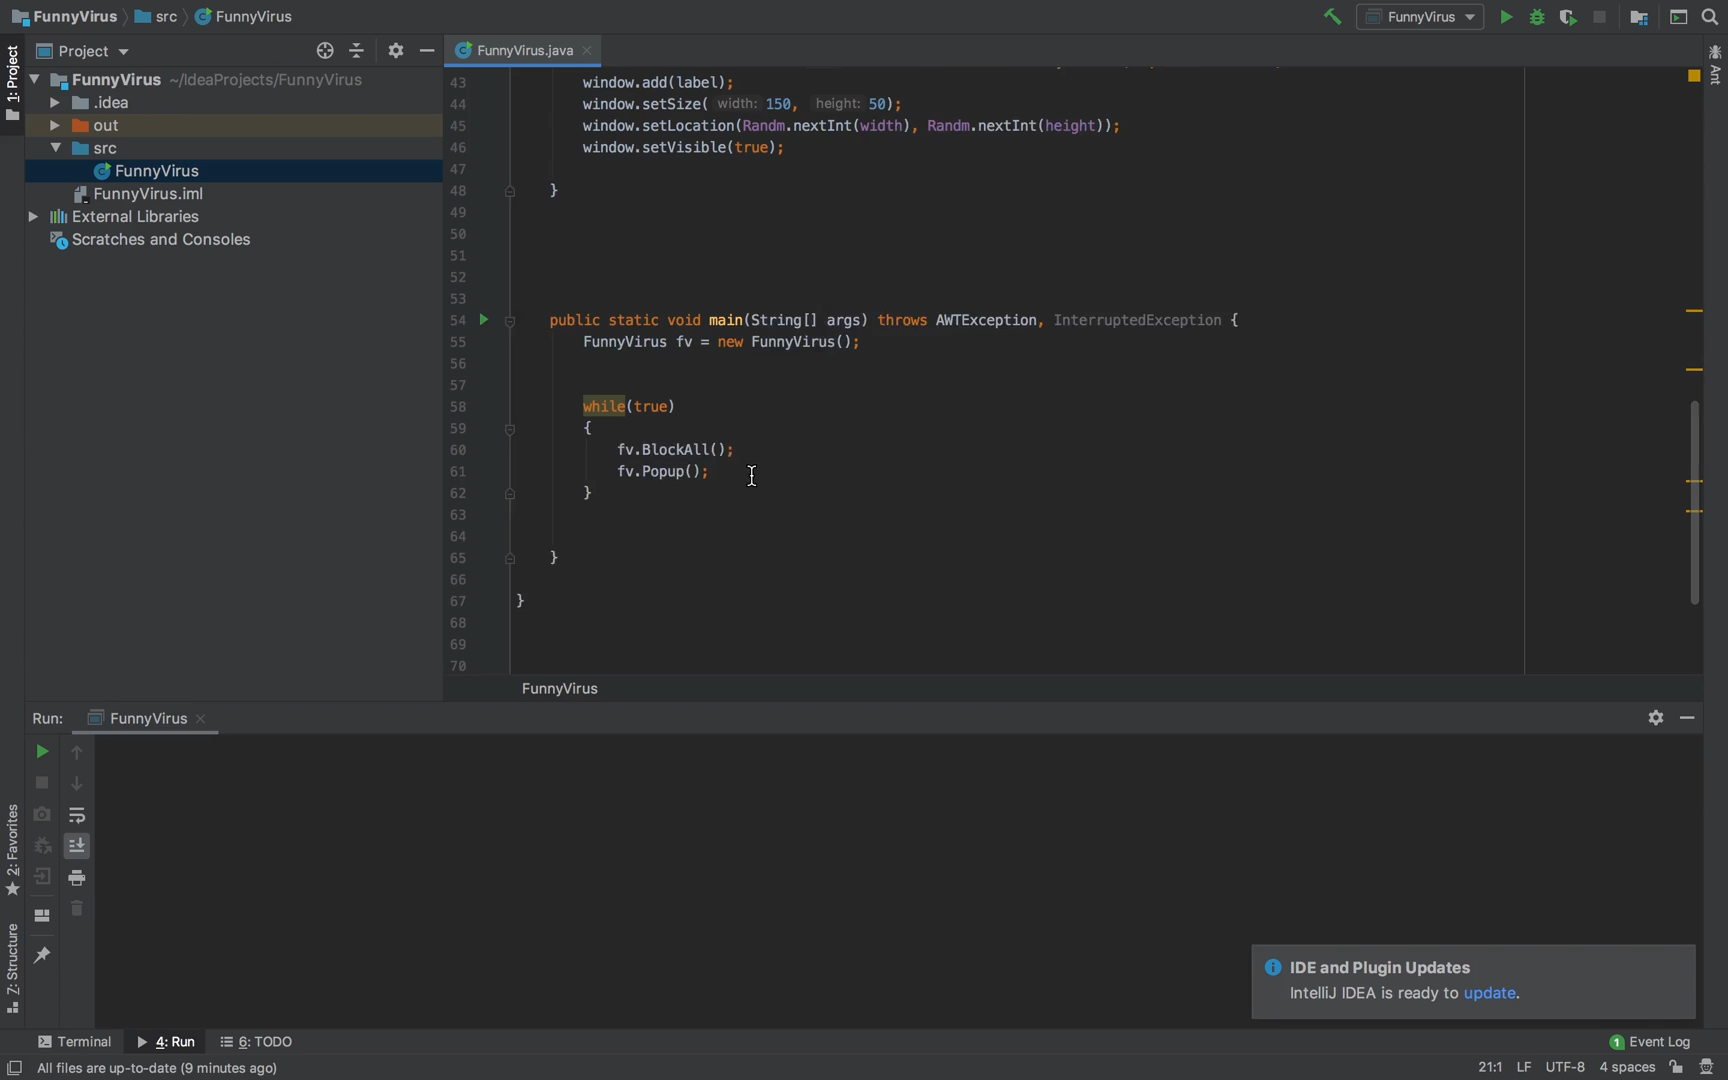 FunnyVirus src FunnyVirus
FunnyVirus
1: Project
Project
FunnyVirus ~/IdeaProjects/FunnyVirus
.idea
out
src
FunnyVirus
FunnyVirus.iml
External Libraries
Scratches and Consoles
FunnyVirus.java
43 window.add(label);
44 window.setSize( width: 150, height: 50);
45 window.setLocation(Randm.nextInt(width), Randm.nextInt(height));
46 window.setVisible(true);
47
48 }
49
50
51
52
53
54 public static void main(String[] args) throws AWTException, InterruptedException {
55 FunnyVirus fv = new FunnyVirus();
56
57
58 while(true)
59 {
60 fv.BlockAll();
61 fv.Popup();
62 }
63
64
65 }
66
67 }
68
69
70
FunnyVirus
Ant
Run: FunnyVirus
2: Favorites
7: Structure
IDE and Plugin Updates
IntelliJ IDEA is ready to update.
Terminal 4: Run 6: TODO 1 Event Log
All files are up-to-date (9 minutes ago) 21:1 LF UTF-8 4 spaces